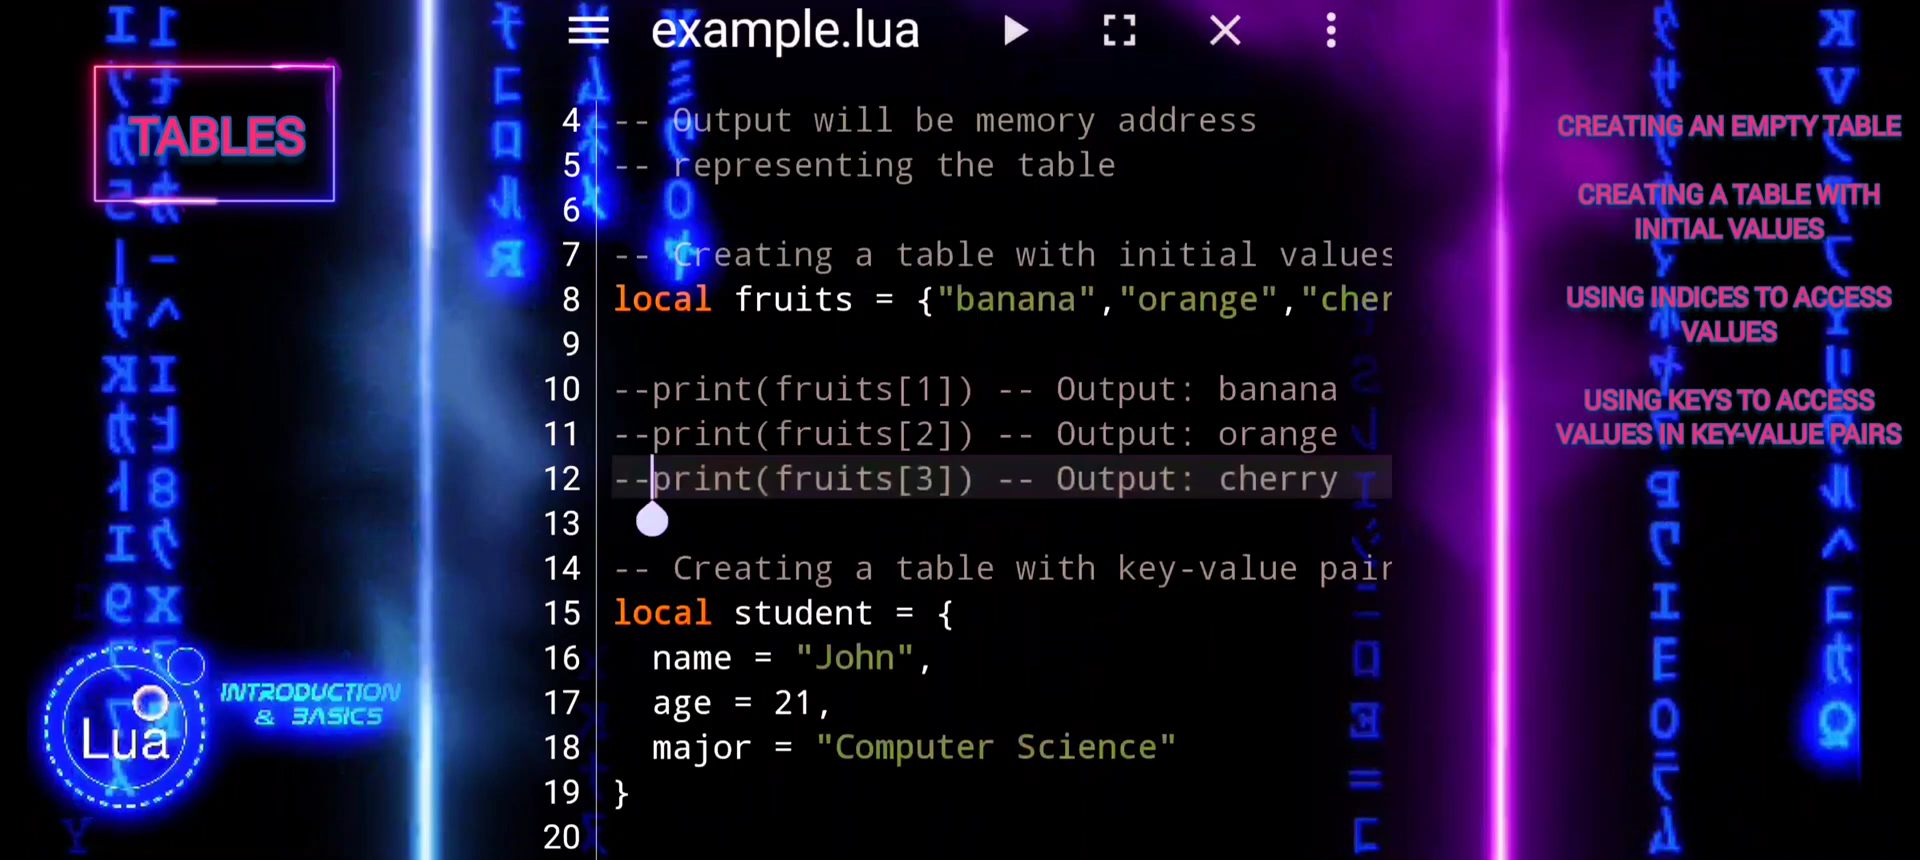 TABLES
Lua
INTRODUCTION
& BASICS
example.lua
4 -- Output will be memory address
5 -- representing the table
6
7 -- Creating a table with initial values
8 local fruits = {"banana","orange","cher
9
10 --print(fruits[1]) -- Output: banana
11 --print(fruits[2]) -- Output: orange
12 --print(fruits[3]) -- Output: cherry
13
14 -- Creating a table with key-value pair
15 local student = {
16 name = "John",
17 age = 21,
18 major = "Computer Science"
19 }
20
CREATING AN EMPTY TABLE
CREATING A TABLE WITH
INITIAL VALUES
USING INDICES TO ACCESS
VALUES
USING KEYS TO ACCESS
VALUES IN KEY-VALUE PAIRS